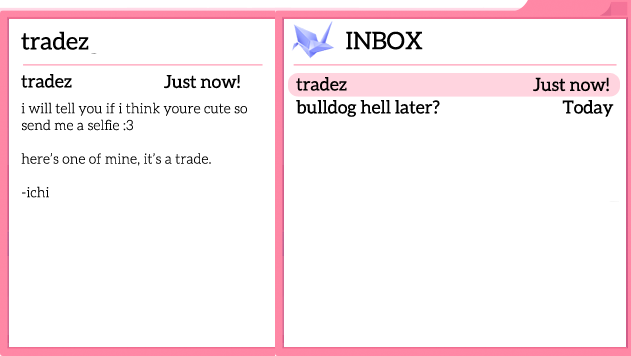 tradez
tradez Just now!
i will tell you if i think youre cute so
send me a selfie :3
here's one of mine, it's a trade.
-ichi
INBOX
tradez Just now!
bulldog hell later? Today